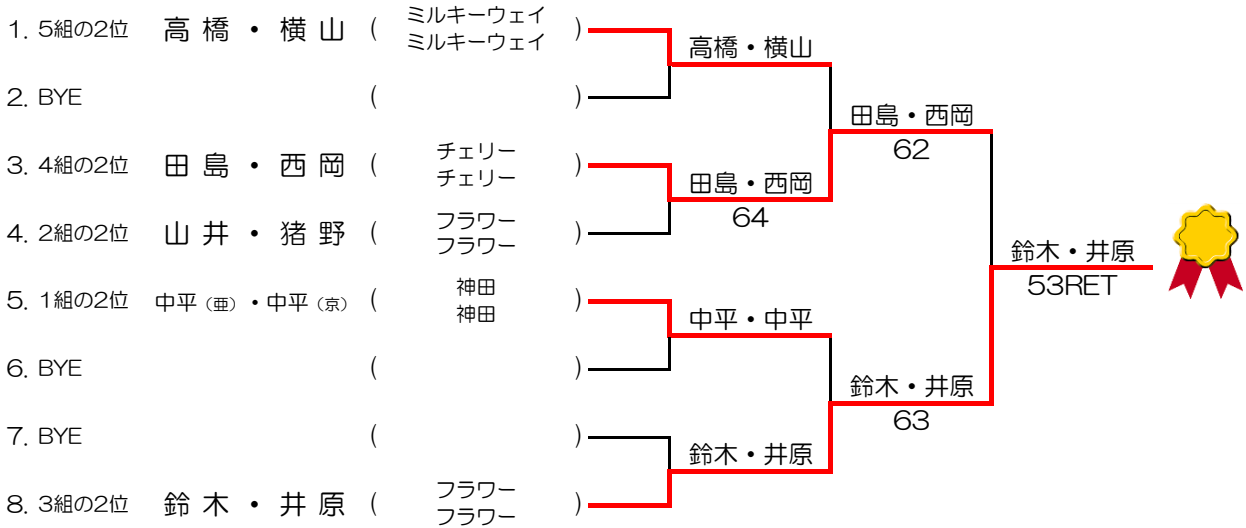 1. 5組の2位 高橋・横山 ( ミルキーウェイ
ミルキーウェイ )
高橋・横山
2. BYE ( )
田島・西岡
62
3. 4組の2位 田島・西岡 ( チェリー
チェリー )
田島・西岡
64
4. 2組の2位 山井・猪野 ( フラワー
フラワー )
鈴木・井原
53RET
5. 1組の2位 中平(亜)・中平(京) ( 神田
神田 )
中平・中平
6. BYE ( )
鈴木・井原
63
7. BYE ( )
鈴木・井原
8. 3組の2位 鈴木・井原 ( フラワー
フラワー )